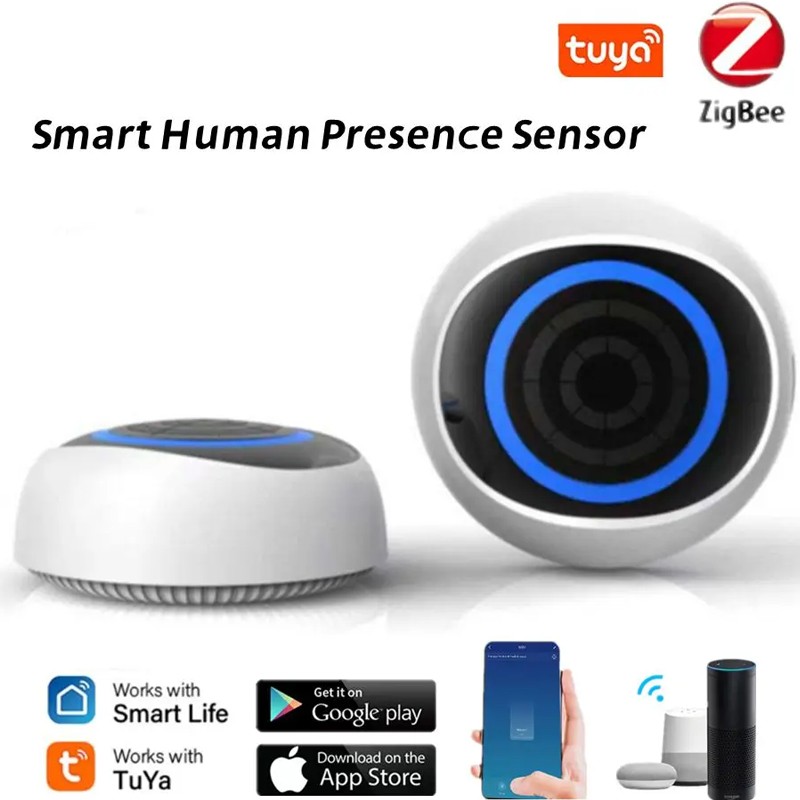 tuya
Z
ZigBee
Smart Human Presence Sensor
Works with
Smart Life
Get it on
Google play
Works with
TuYa
Download on the
App Store